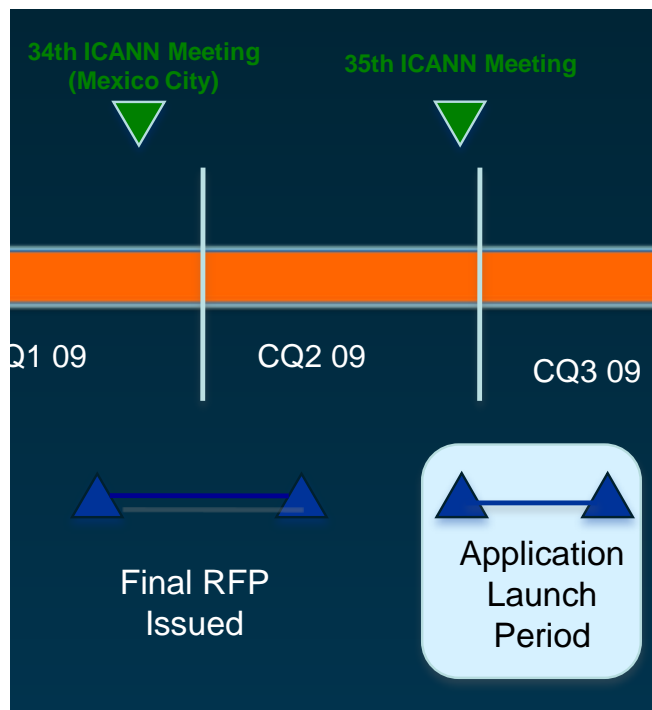 34th ICANN Meeting
(Mexico City)
35th ICANN Meeting
Q1 09
CQ2 09
CQ3 09
Final RFP
Issued
Application
Launch
Period